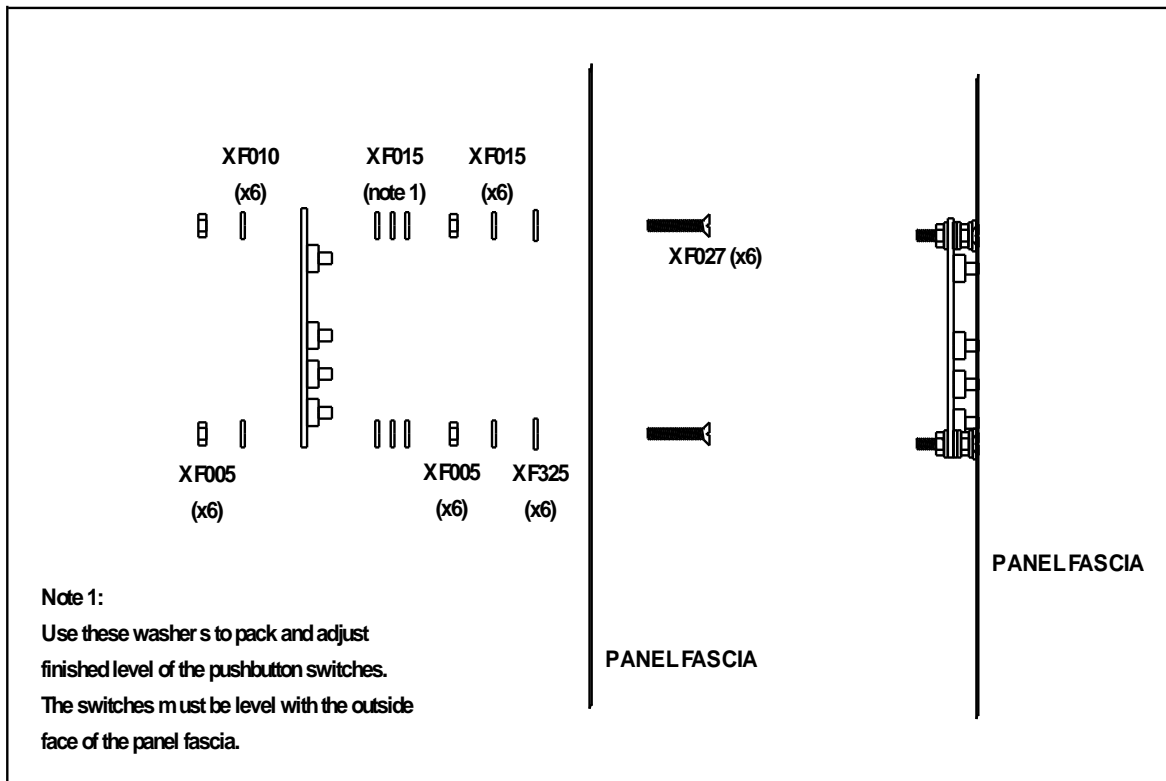 XF010
(x6)
XF015
(note 1)
XF015
(x6)
XF027 (x6)
XF005
(x6)
XF005
(x6)
XF325
(x6)
PANEL FASCIA
PANEL FASCIA
Note 1:
Use these washers to pack and adjust
finished level of the pushbutton switches.
The switches must be level with the outside
face of the panel fascia.